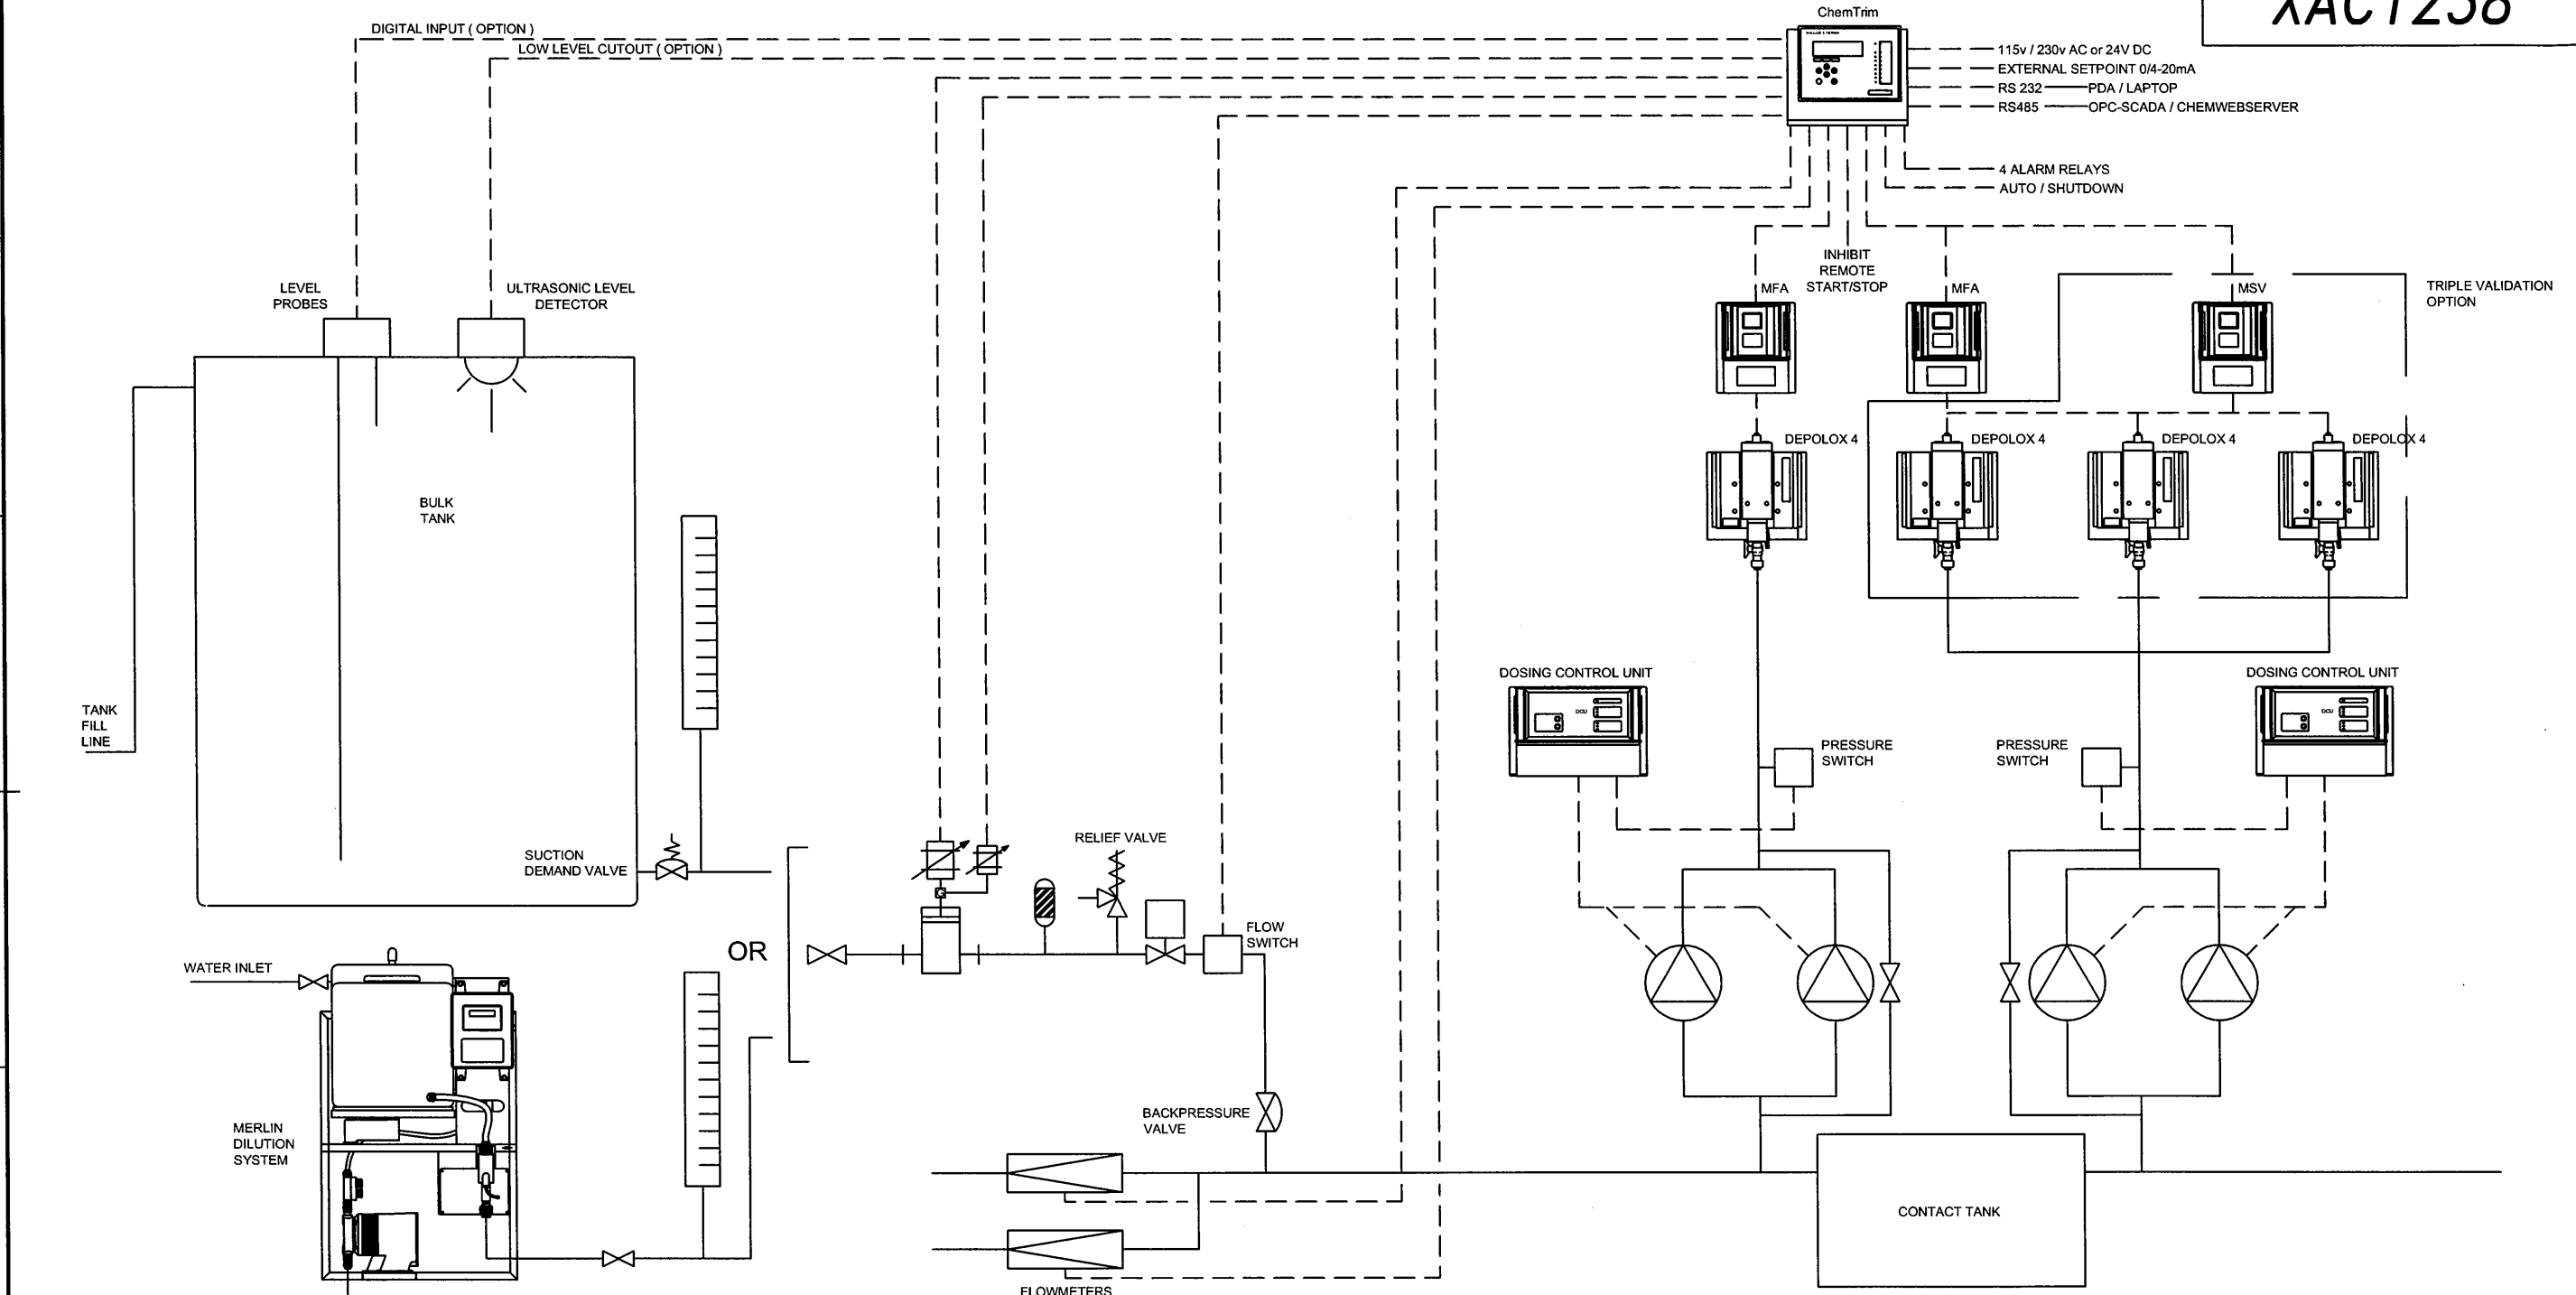 XAC1258
ChemTrim
DIGITAL INPUT ( OPTION )
LOW LEVEL CUTOUT ( OPTION )
115v / 230v AC or 24V DC
EXTERNAL SETPOINT 0/4-20mA
RS 232 PDA / LAPTOP
RS485 OPC-SCADA / CHEMWEBSERVER
4 ALARM RELAYS
AUTO / SHUTDOWN
INHIBIT
REMOTE
START/STOP
LEVEL
PROBES
ULTRASONIC LEVEL
DETECTOR
MFA
MFA
MSV
TRIPLE VALIDATION
OPTION
DEPOLOX 4
DEPOLOX 4
DEPOLOX 4
DEPOLOX 4
BULK
TANK
TANK
FILL
LINE
DOSING CONTROL UNIT
DOSING CONTROL UNIT
DCU
DCU
PRESSURE
SWITCH
PRESSURE
SWITCH
SUCTION
DEMAND VALVE
RELIEF VALVE
FLOW
SWITCH
OR
WATER INLET
MERLIN
DILUTION
SYSTEM
BACKPRESSURE
VALVE
CONTACT TANK
FLOWMETERS